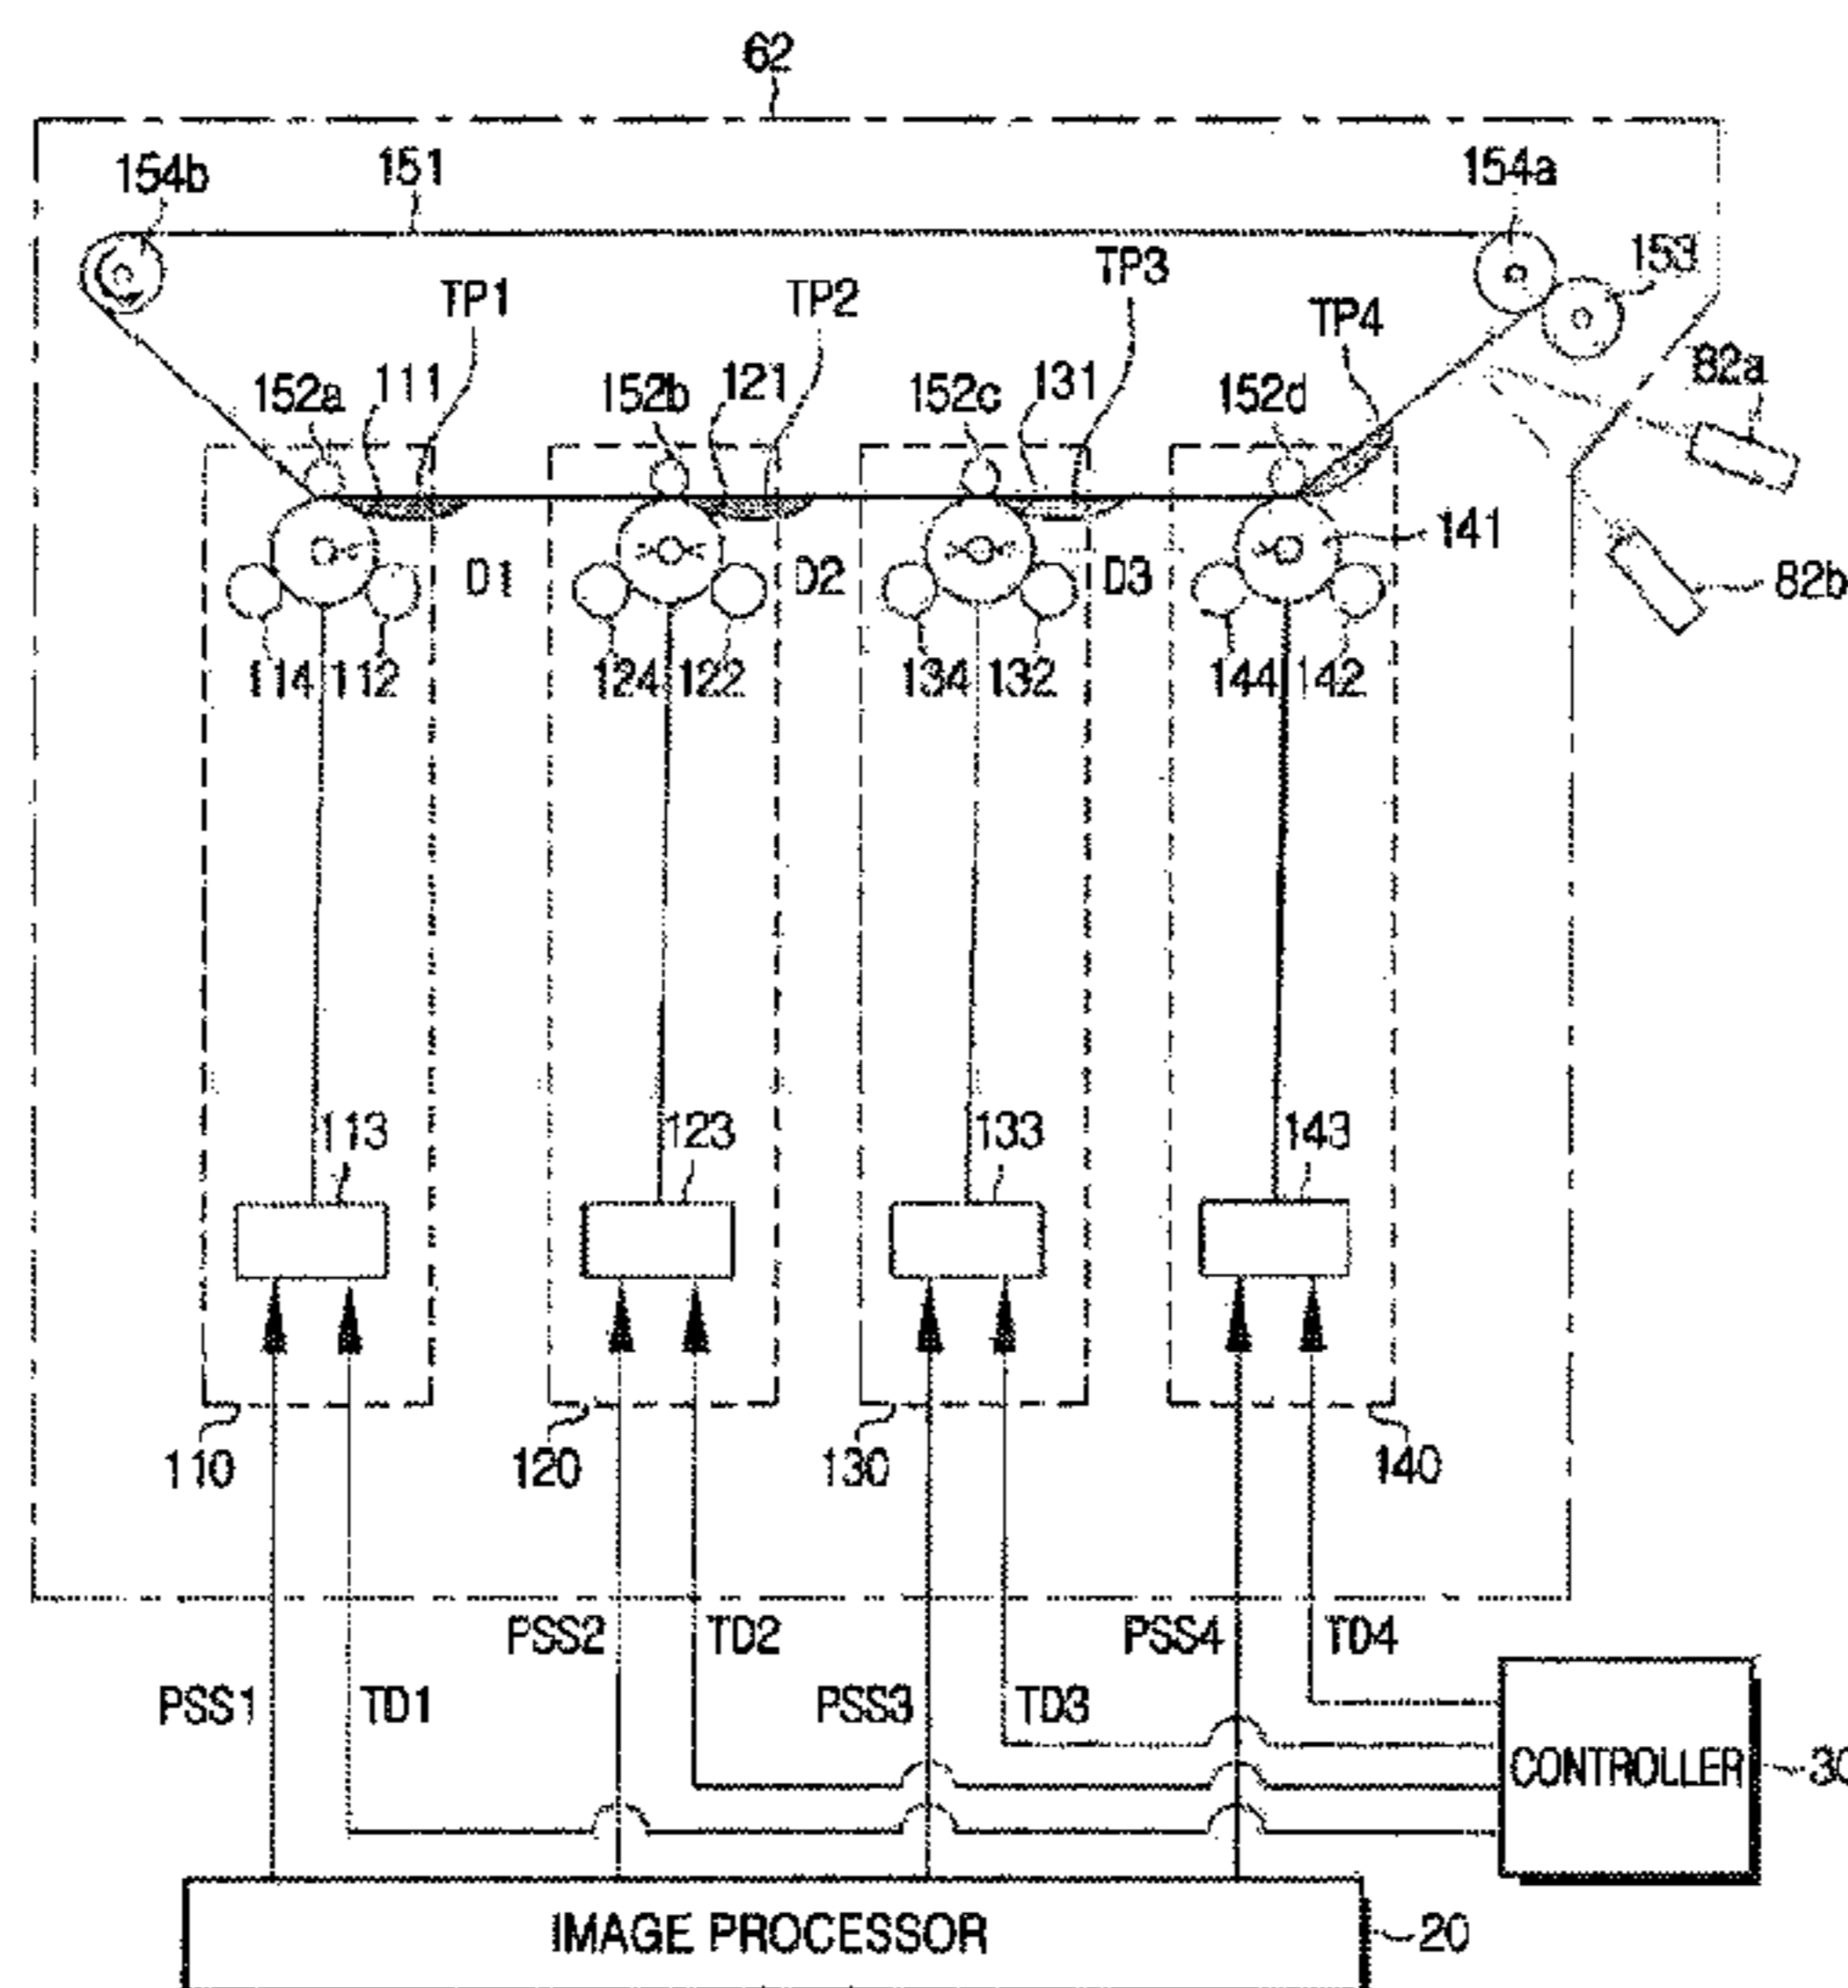 62
154b 151 154a
153
TP1 TP2 TP3 TP4
152a 111 152b 121 152c 131 152d
82a
D1 D2 D3 141
82b
114 112 124 122 134 132 144 142
113 123 133 143
110 120 130 140
PSS2 TD2 PSS4 TD4
PSS1 TD1 PSS3 TD3
CONTROLLER 30
IMAGE PROCESSOR 20